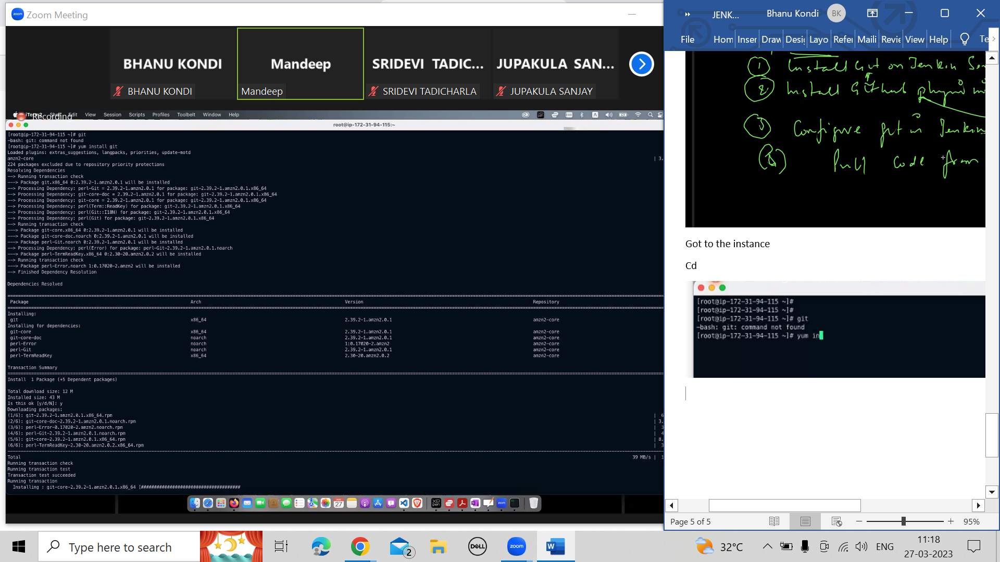 Zoom Meeting
BHANU KONDI
Mandeep
SRIDEVI TADIC...
JUPAKULA SAN...
BHANU KONDI
Mandeep
SRIDEVI TADICHARLA
JUPAKULA SANJAY
iTerm2 Shell Edit View Session Scripts Profiles Toolbelt Window Help
Recording
root@ip-172-31-94-115:~
[root@ip-172-31-94-115 ~]# git
-bash: git: command not found
[root@ip-172-31-94-115 ~]# yum install git
Loaded plugins: extras_suggestions, langpacks, priorities, update-motd
amzn2-core | 3.
224 packages excluded due to repository priority protections
Resolving Dependencies
--> Running transaction check
---> Package git.x86_64 0:2.39.2-1.amzn2.0.1 will be installed
--> Processing Dependency: perl-Git = 2.39.2-1.amzn2.0.1 for package: git-2.39.2-1.amzn2.0.1.x86_64
--> Processing Dependency: git-core-doc = 2.39.2-1.amzn2.0.1 for package: git-2.39.2-1.amzn2.0.1.x86_64
--> Processing Dependency: git-core = 2.39.2-1.amzn2.0.1 for package: git-2.39.2-1.amzn2.0.1.x86_64
--> Processing Dependency: perl(Term::ReadKey) for package: git-2.39.2-1.amzn2.0.1.x86_64
--> Processing Dependency: perl(Git::I18N) for package: git-2.39.2-1.amzn2.0.1.x86_64
--> Processing Dependency: perl(Git) for package: git-2.39.2-1.amzn2.0.1.x86_64
--> Running transaction check
---> Package git-core.x86_64 0:2.39.2-1.amzn2.0.1 will be installed
---> Package git-core-doc.noarch 0:2.39.2-1.amzn2.0.1 will be installed
---> Package perl-Git.noarch 0:2.39.2-1.amzn2.0.1 will be installed
--> Processing Dependency: perl(Error) for package: perl-Git-2.39.2-1.amzn2.0.1.noarch
---> Package perl-TermReadKey.x86_64 0:2.30-20.amzn2.0.2 will be installed
--> Running transaction check
---> Package perl-Error.noarch 1:0.17020-2.amzn2 will be installed
--> Finished Dependency Resolution
Dependencies Resolved
Package Arch Version Repository
Installing:
git x86_64 2.39.2-1.amzn2.0.1 amzn2-core
Installing for dependencies:
git-core x86_64 2.39.2-1.amzn2.0.1 amzn2-core
git-core-doc noarch 2.39.2-1.amzn2.0.1 amzn2-core
perl-Error noarch 1:0.17020-2.amzn2 amzn2-core
perl-Git noarch 2.39.2-1.amzn2.0.1 amzn2-core
perl-TermReadKey x86_64 2.30-20.amzn2.0.2 amzn2-core
Transaction Summary
Install 1 Package (+5 Dependent packages)
Total download size: 12 M
Installed size: 43 M
Is this ok [y/d/N]: y
Downloading packages:
(1/6): git-2.39.2-1.amzn2.0.1.x86_64.rpm | 6
(2/6): git-core-doc-2.39.2-1.amzn2.0.1.noarch.rpm | 3.
(3/6): perl-Error-0.17020-2.amzn2.noarch.rpm | 3
(4/6): perl-Git-2.39.2-1.amzn2.0.1.noarch.rpm | 4
(5/6): git-core-2.39.2-1.amzn2.0.1.x86_64.rpm | 8.
(6/6): perl-TermReadKey-2.30-20.amzn2.0.2.x86_64.rpm | 3
Total 39 MB/s | 1
Running transaction check
Running transaction test
Transaction test succeeded
Running transaction
Installing : git-core-2.39.2-1.amzn2.0.1.x86_64 [######################################
JENK... Bhanu Kondi BK
File Hom Inser Draw Desig Layo Refer Maili Revie View Help Te
1 Install Git on Jenkin Se
2 Install GitHub plugin in
3 Configure git in Jenkin
4 Pull Code from
Got to the instance
Cd
[root@ip-172-31-94-115 ~]#
[root@ip-172-31-94-115 ~]#
[root@ip-172-31-94-115 ~]# git
-bash: git: command not found
[root@ip-172-31-94-115 ~]# yum in
Page 5 of 5 95%
Type here to search
2
DELL
zoom
32°C
ENG
11:18
27-03-2023